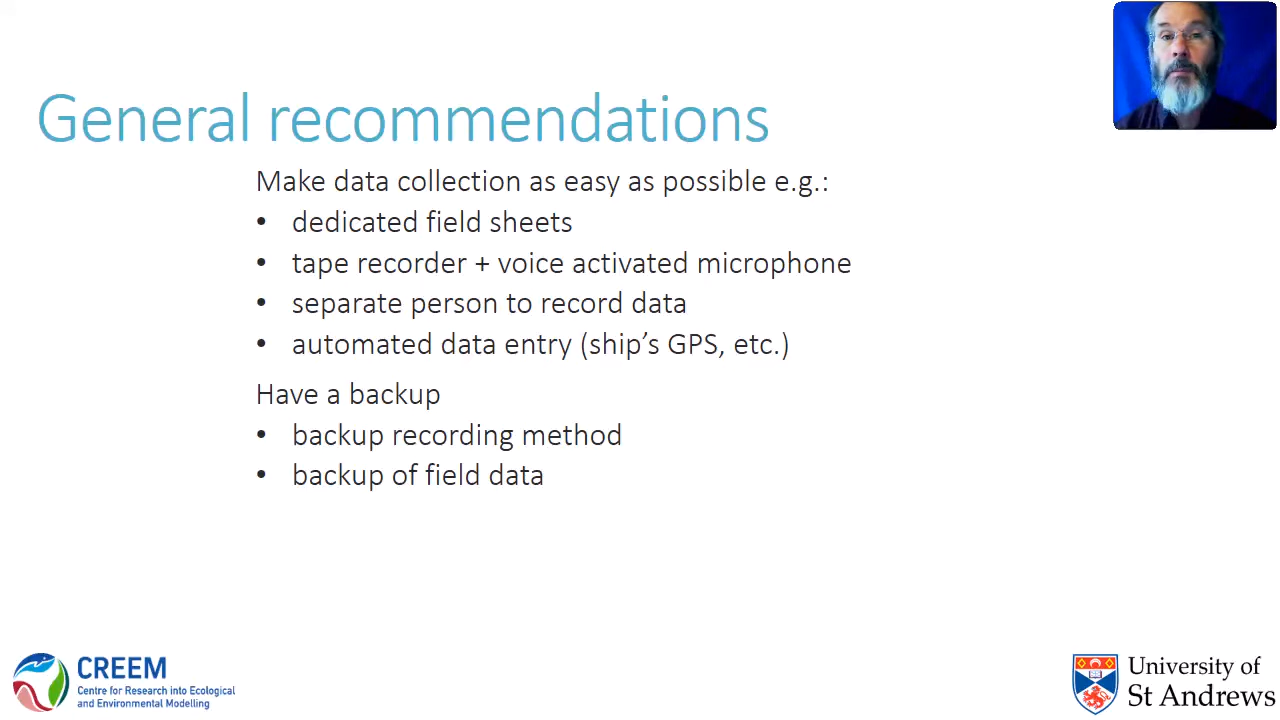 General recommendations
Make data collection as easy as possible e.g.:
• dedicated field sheets
• tape recorder + voice activated microphone
• separate person to record data
• automated data entry (ship’s GPS, etc.)
Have a backup
• backup recording method
• backup of field data
CREEM
Centre for Research into Ecological
and Environmental Modelling
University of
St Andrews